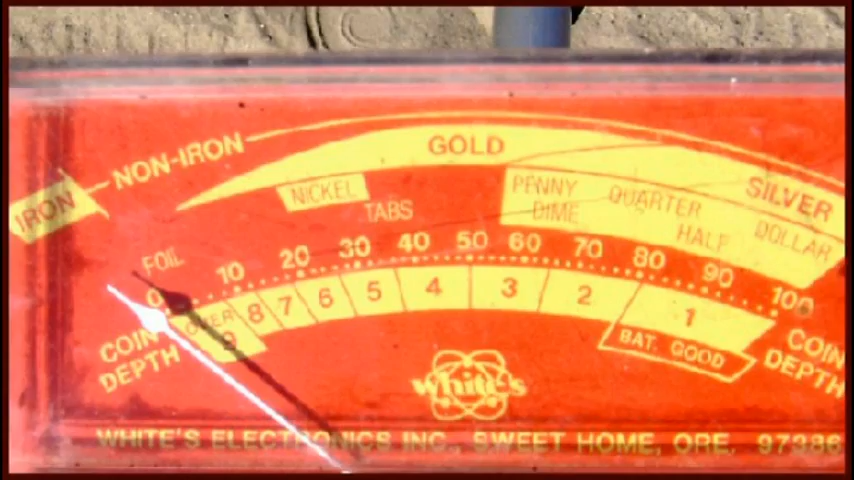 GOLD
NON-IRON
IRON
SILVER
NICKEL
PENNY
DIME
QUARTER
HALF
DOLLAR
TABS
FOIL
0 10 20 30 40 50 60 70 80 90 100
OVER
9 8 7 6 5 4 3 2 1
COIN
DEPTH
BAT. GOOD
COIN
DEPTH
White's
WHITE'S ELECTRONICS INC., SWEET HOME, ORE. 97386